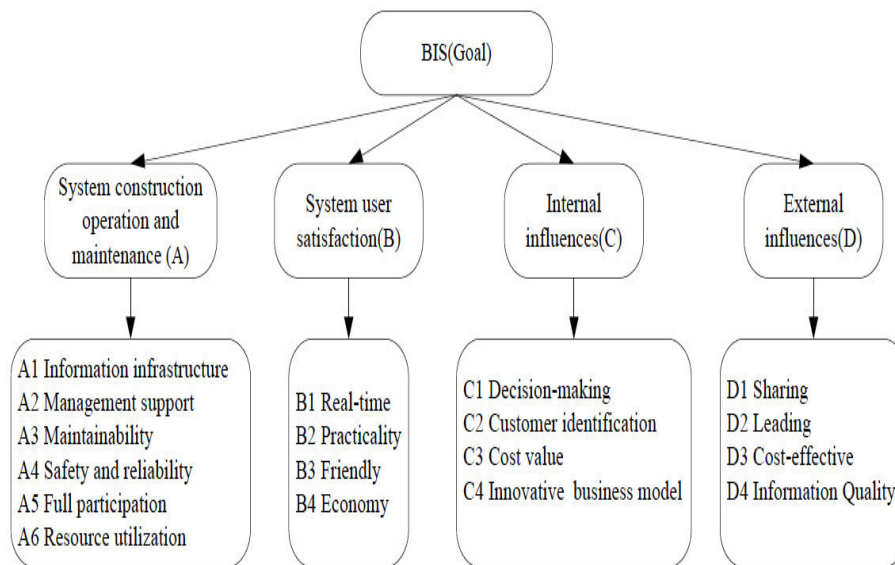 BIS(Goal)
System construction
operation and
maintenance (A)
System user
satisfaction(B)
Internal
influences(C)
External
influences(D)
A1 Information infrastructure
A2 Management support
A3 Maintainability
A4 Safety and reliability
A5 Full participation
A6 Resource utilization
B1 Real-time
B2 Practicality
B3 Friendly
B4 Economy
C1 Decision-making
C2 Customer identification
C3 Cost value
C4 Innovative business model
D1 Sharing
D2 Leading
D3 Cost-effective
D4 Information Quality